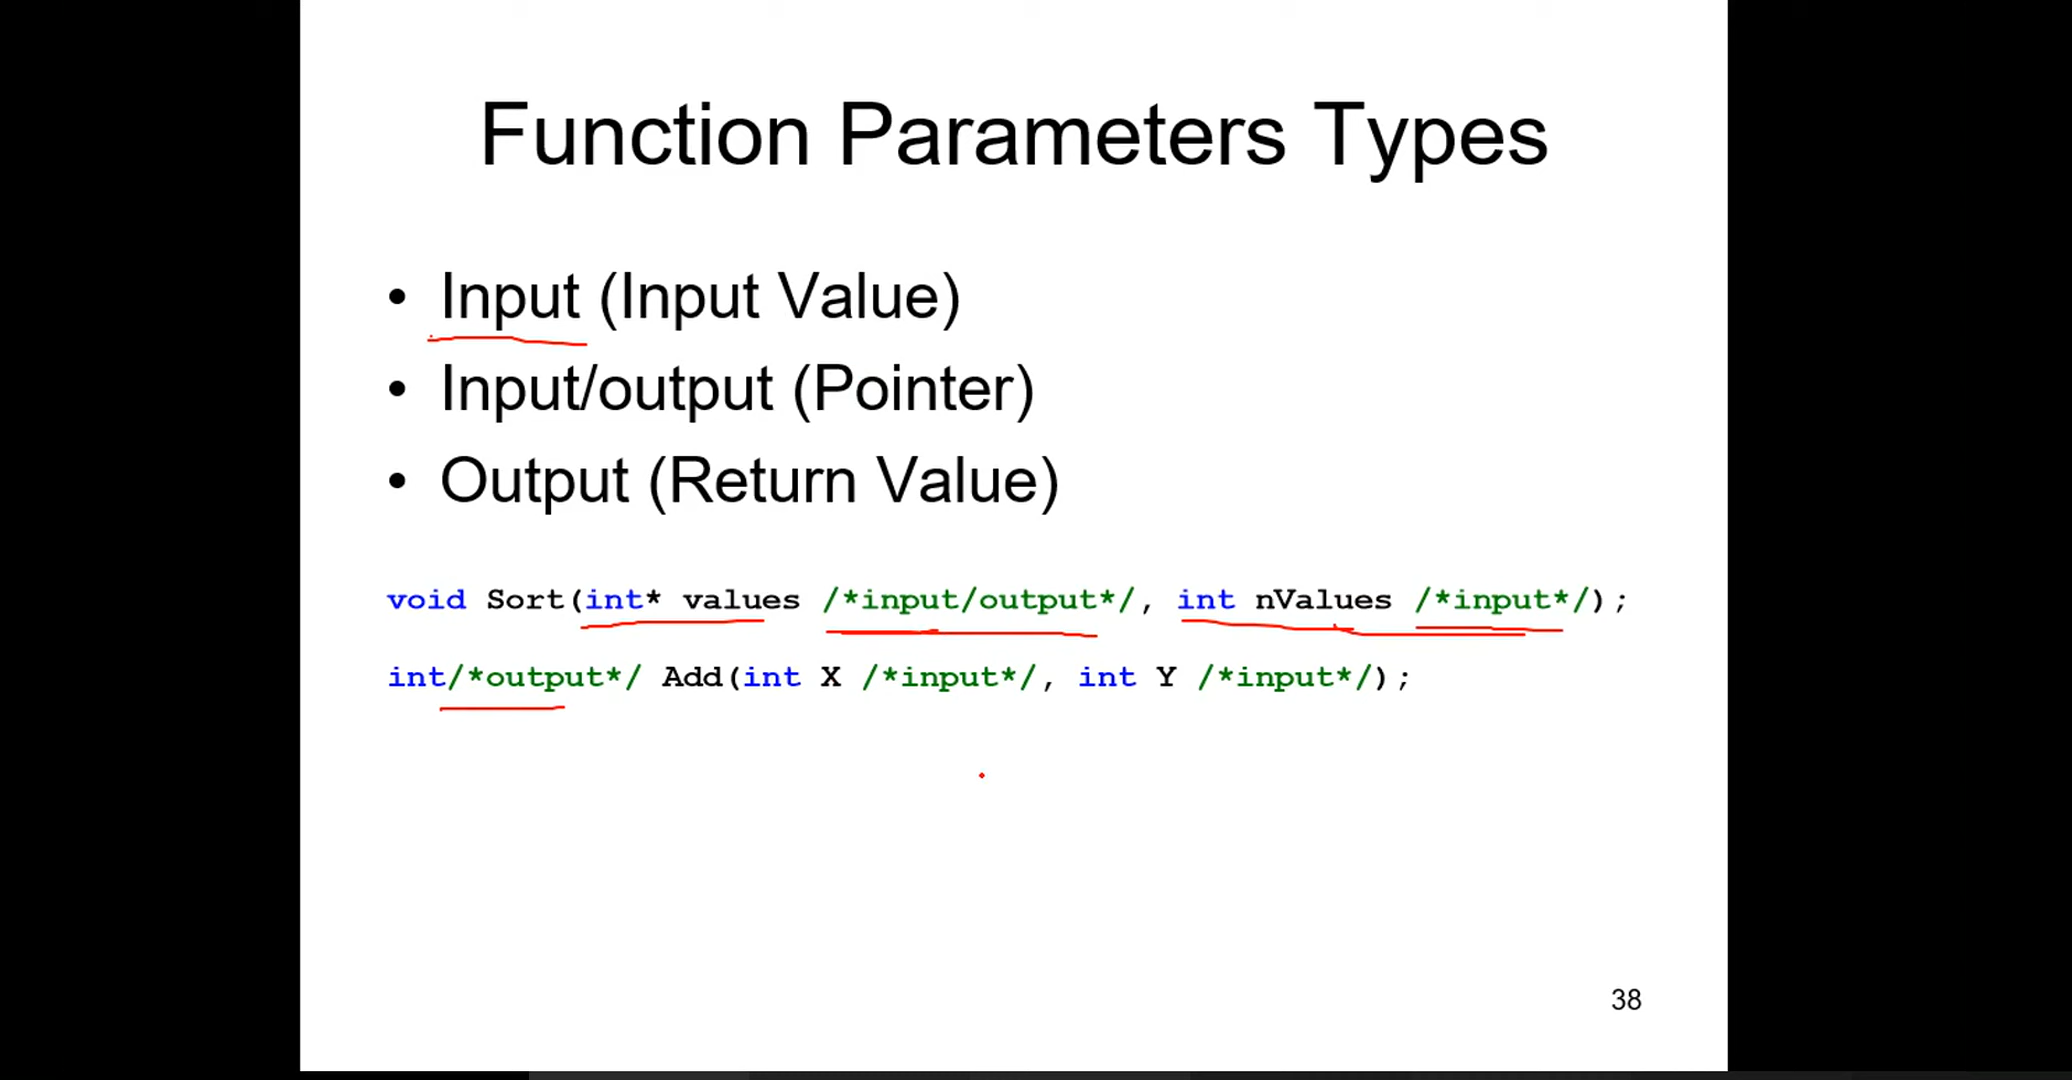 Function Parameters Types
• Input (Input Value)
• Input/output (Pointer)
• Output (Return Value)
void Sort(int* values /*input/output*/, int nValues /*input*/);
int/*output*/ Add(int X /*input*/, int Y /*input*/);
38